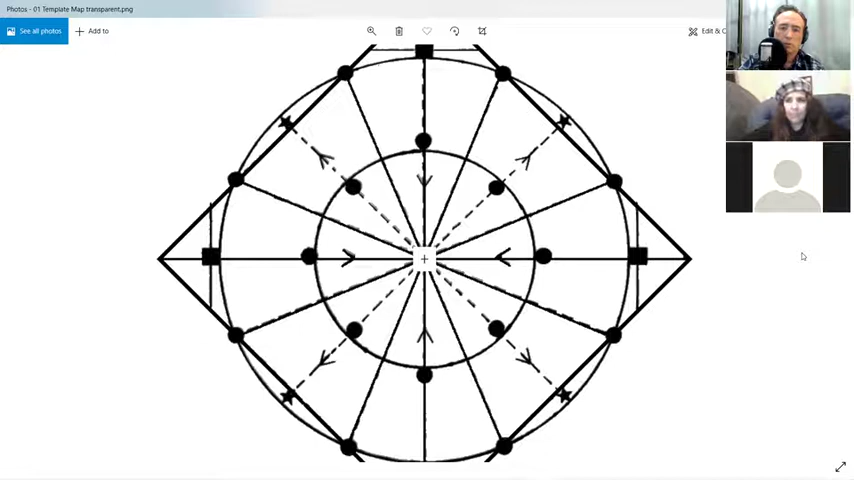 Photos - 01 Template Map transparent.png
See all photos
+ Add to
Edit & C